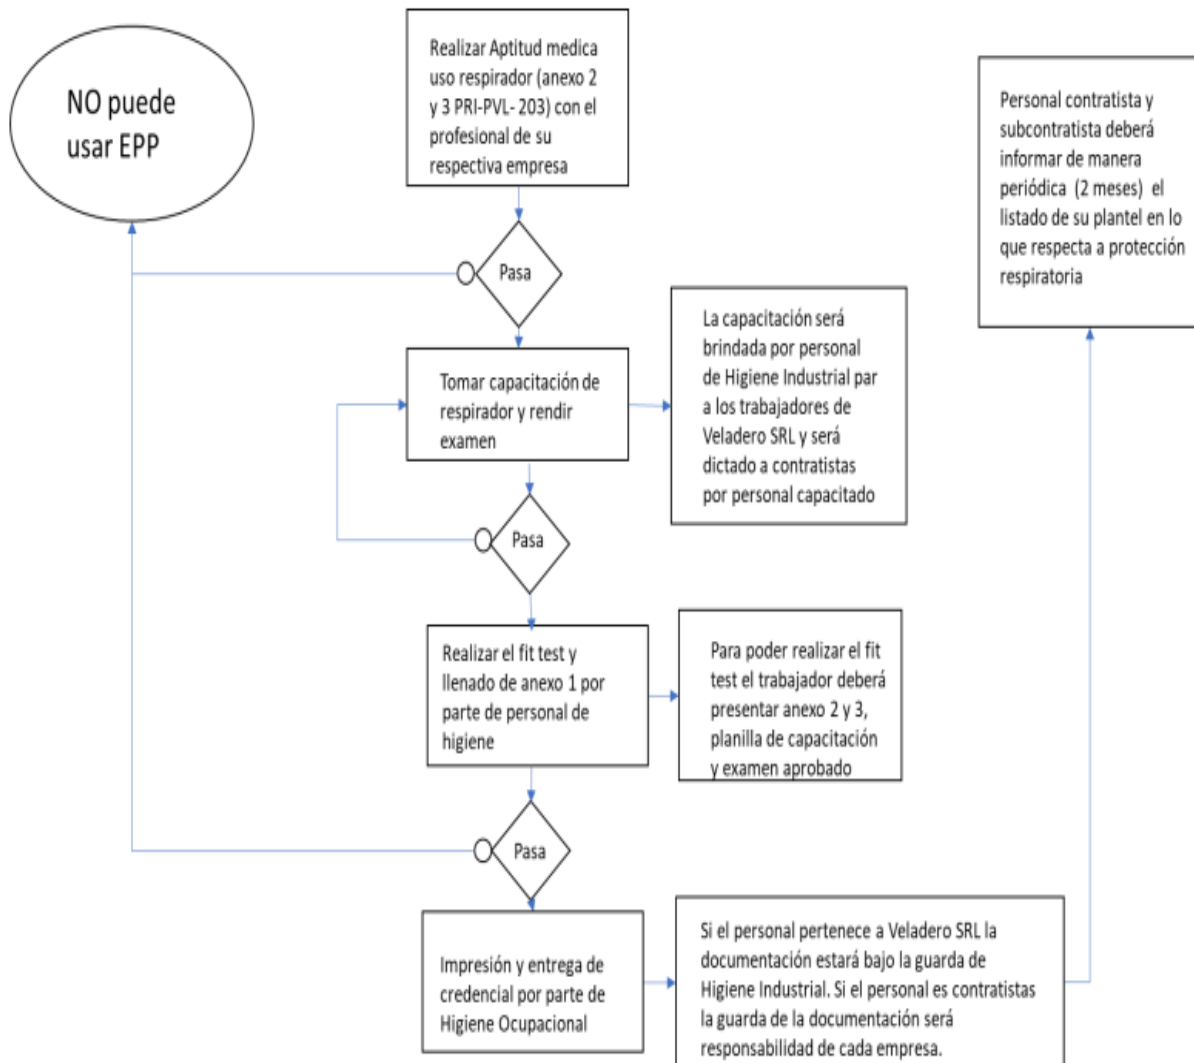 NO puede
usar EPP
Realizar Aptitud medica
uso respirador (anexo 2
y 3 PRI-PVL- 203) con el
profesional de su
respectiva empresa
Personal contratista y
subcontratista deberá
informar de manera
periódica (2 meses) el
listado de su plantel en lo
que respecta a protección
respiratoria
Pasa
Tomar capacitación de
respirador y rendir
examen
La capacitación será
brindada por personal
de Higiene Industrial par
a los trabajadores de
Veladero SRL y será
dictado a contratistas
por personal capacitado
Pasa
Realizar el fit test y
llenado de anexo 1 por
parte de personal de
higiene
Para poder realizar el fit
test el trabajador deberá
presentar anexo 2 y 3,
planilla de capacitación
y examen aprobado
Pasa
Impresión y entrega de
credencial por parte de
Higiene Ocupacional
Si el personal pertenece a Veladero SRL la
documentación estará bajo la guarda de
Higiene Industrial. Si el personal es contratistas
la guarda de la documentación será
responsabilidad de cada empresa.